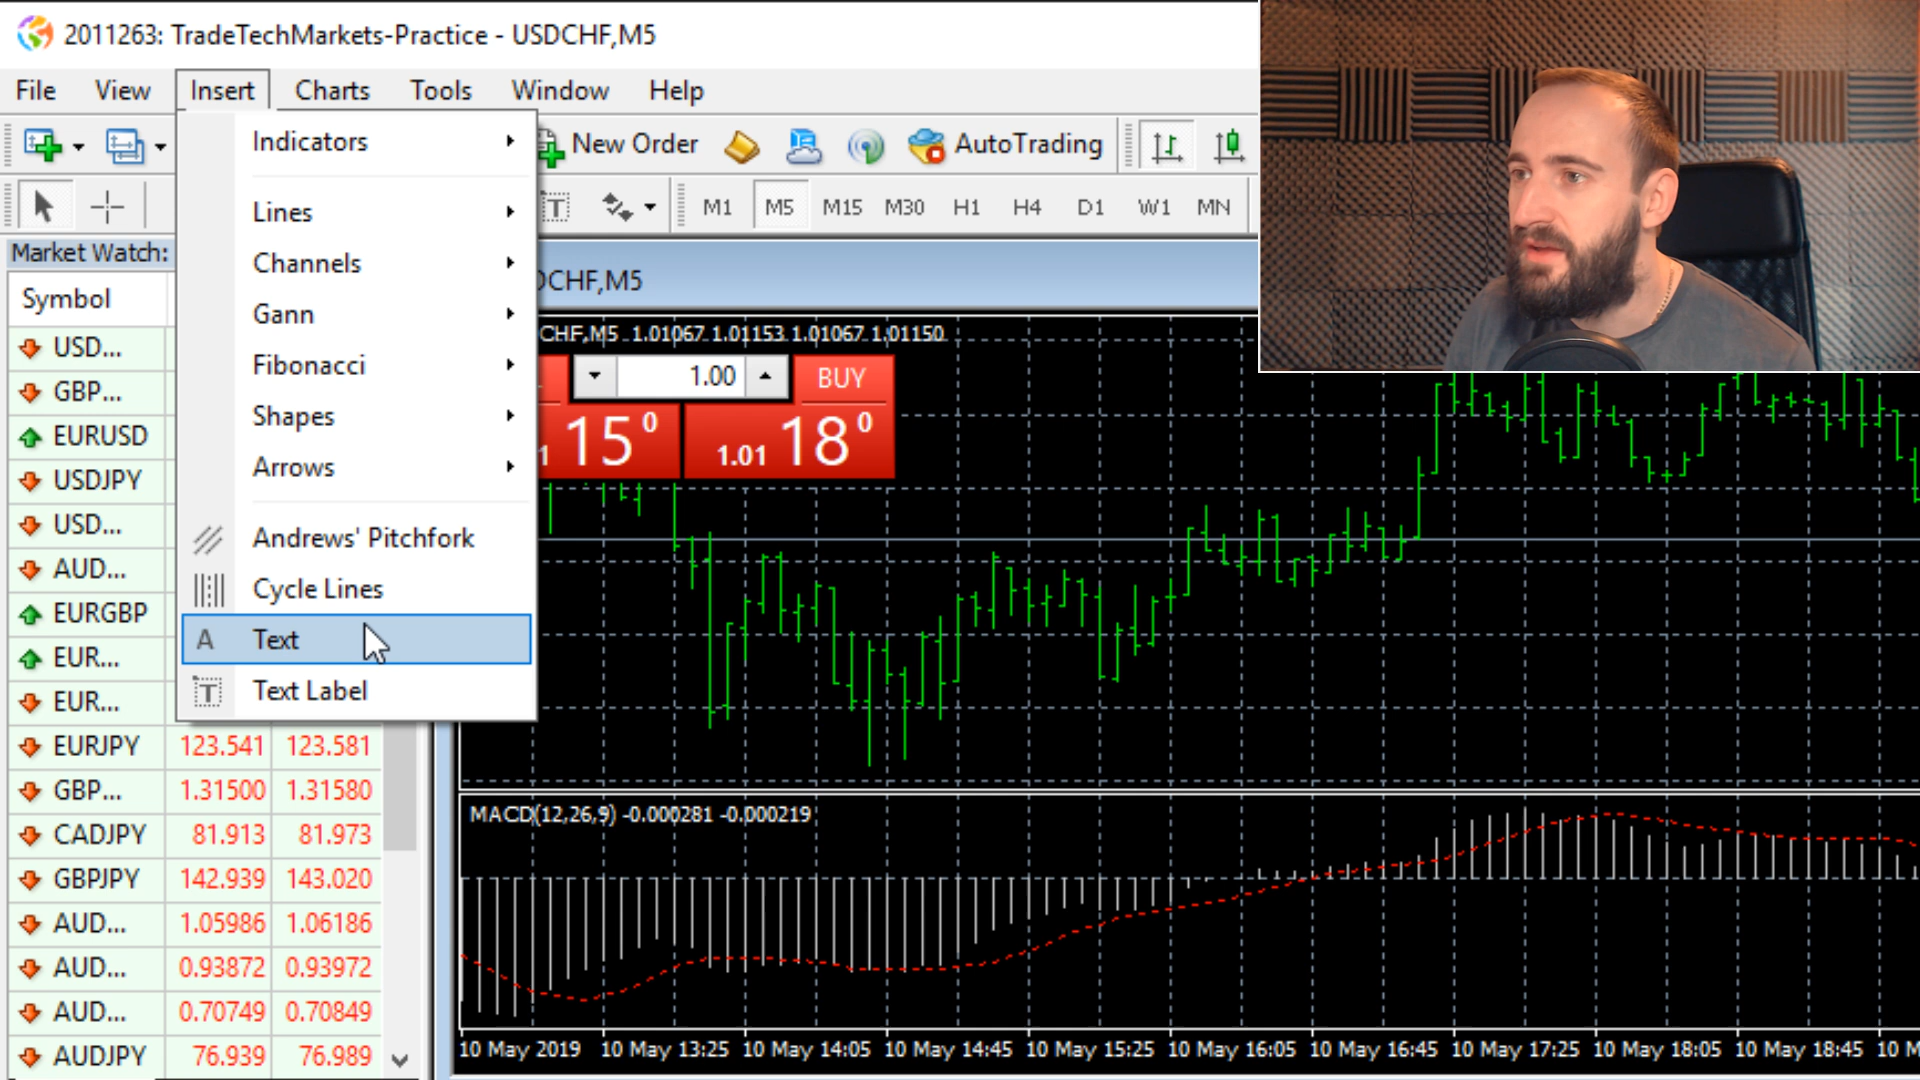 2011263: TradeTechMarkets-Practice - USDCHF,M5
File View Insert Charts Tools Window Help
New Order AutoTrading
M1 M5 M15 M30 H1 H4 D1 W1 MN
Indicators
Lines
Channels
Gann
Fibonacci
Shapes
Arrows
Andrews' Pitchfork
Cycle Lines
A Text
T Text Label
Market Watch:
Symbol
USD...
GBP...
EURUSD
USDJPY
USD...
AUD...
EURGBP
EUR...
EUR...
EURJPY 123.541 123.581
GBP... 1.31500 1.31580
CADJPY 81.913 81.973
GBPJPY 142.939 143.020
AUD... 1.05986 1.06186
AUD... 0.93872 0.93972
AUD... 0.70749 0.70849
AUDJPY 76.939 76.989
DCHF,M5
CHF,M5 1.01067 1.01153 1.01067 1.01150
1.00 BUY
15 0 1.01 18 0
MACD(12,26,9) -0.000281 -0.000219
10 May 2019 10 May 13:25 10 May 14:05 10 May 14:45 10 May 15:25 10 May 16:05 10 May 16:45 10 May 17:25 10 May 18:05 10 May 18:45 10 M